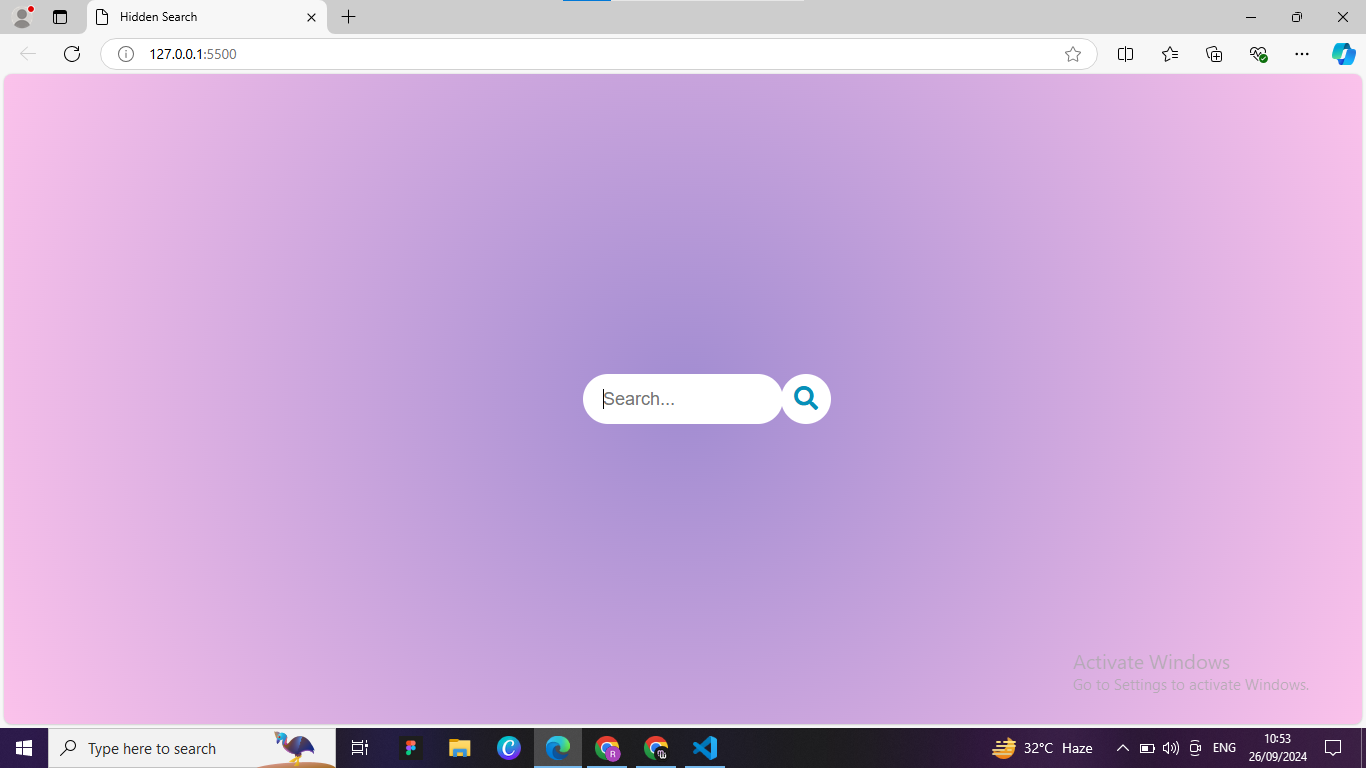 Hidden Search
127.0.0.1:5500
Search...
Activate Windows
Go to Settings to activate Windows.
Type here to search
32°C Haze
ENG
10:53
26/09/2024